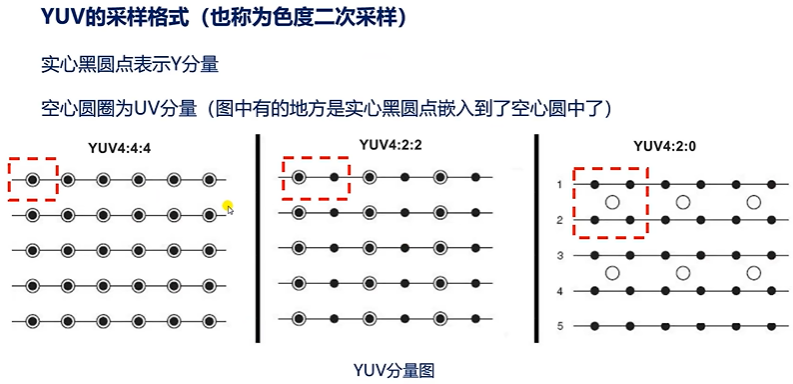 YUV的采样格式（也称为色度二次采样）
实心黑圆点表示Y分量
空心圆圈为UV分量（图中有的地方是实心黑圆点嵌入到了空心圆中了）
YUV4:4:4
YUV4:2:2
YUV4:2:0
1
2
3
4
5
YUV分量图